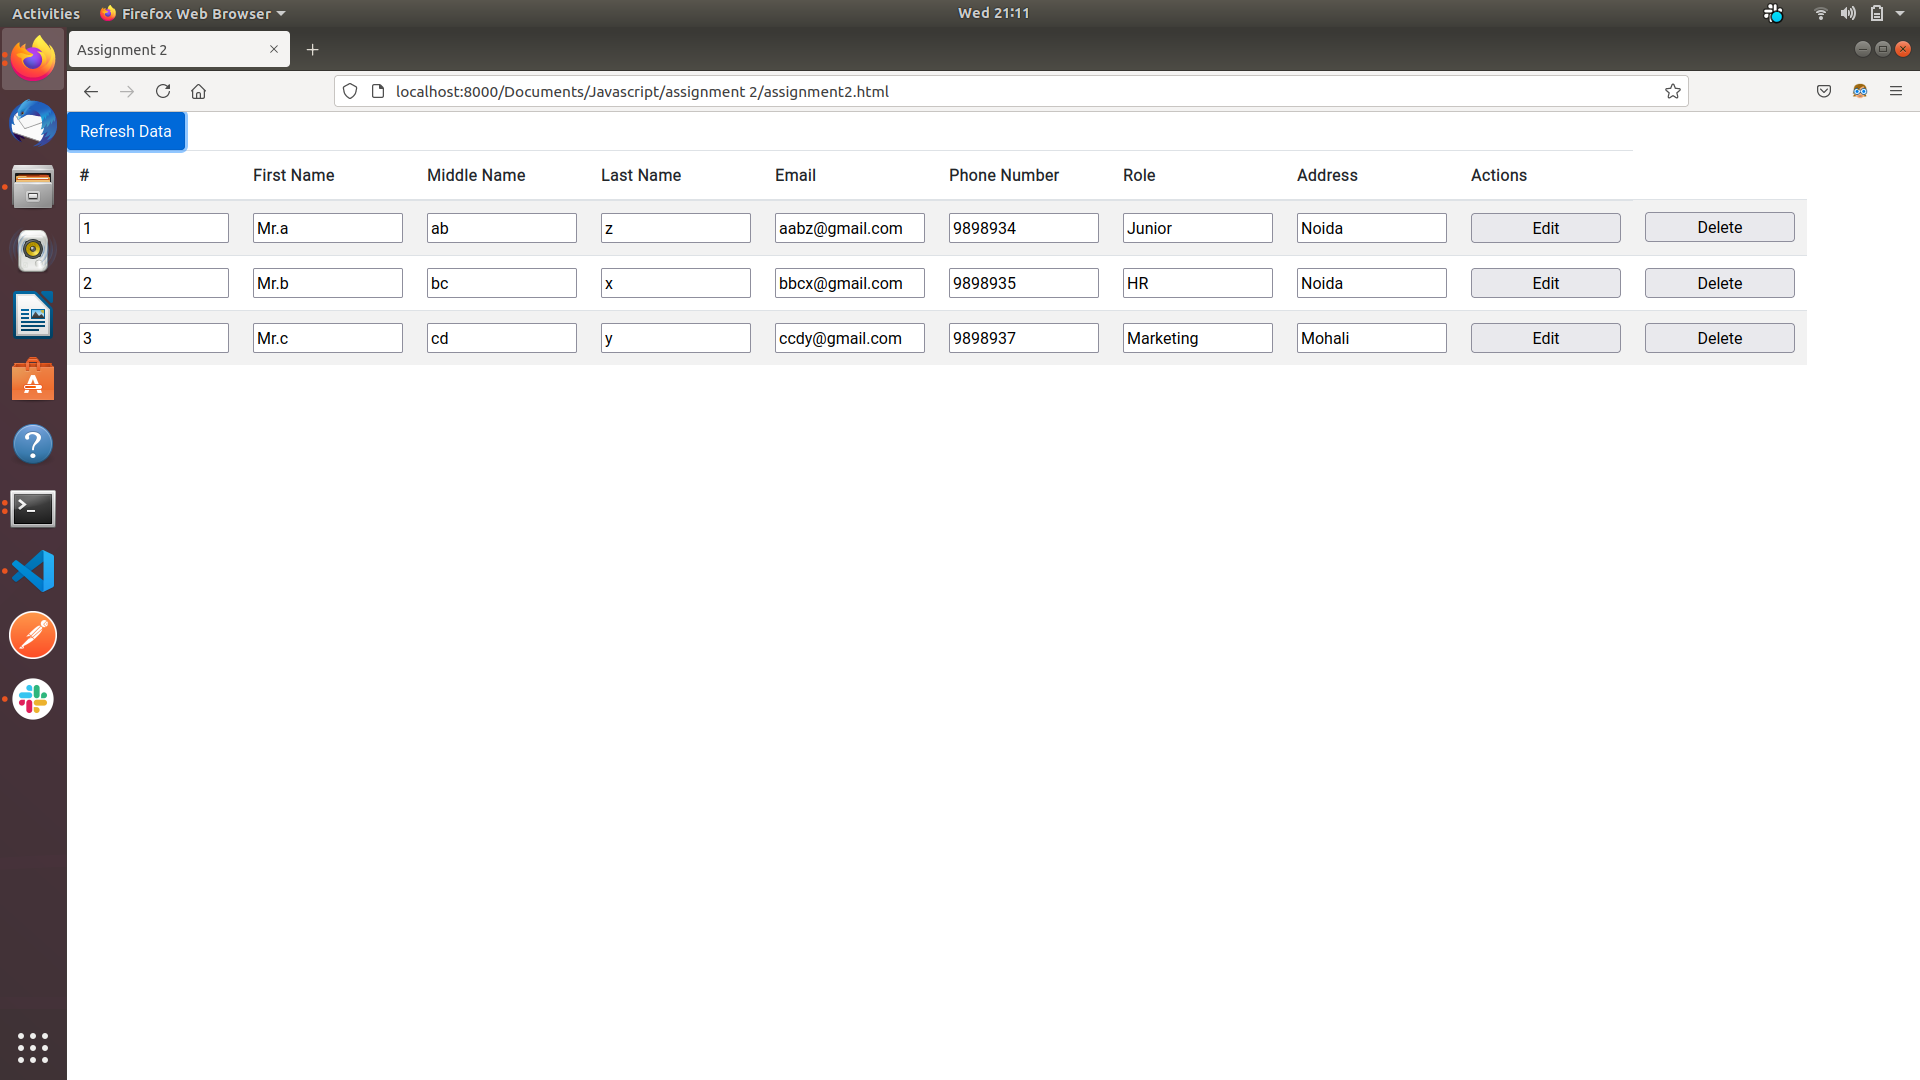 Activities Firefox Web Browser Wed 21:11
Assignment 2
localhost:8000/Documents/Javascript/assignment 2/assignment2.html
Refresh Data
# First Name Middle Name Last Name Email Phone Number Role Address Actions
1 Mr.a ab z aabz@gmail.com 9898934 Junior Noida Edit Delete
2 Mr.b bc x bbcx@gmail.com 9898935 HR Noida Edit Delete
3 Mr.c cd y ccdy@gmail.com 9898937 Marketing Mohali Edit Delete